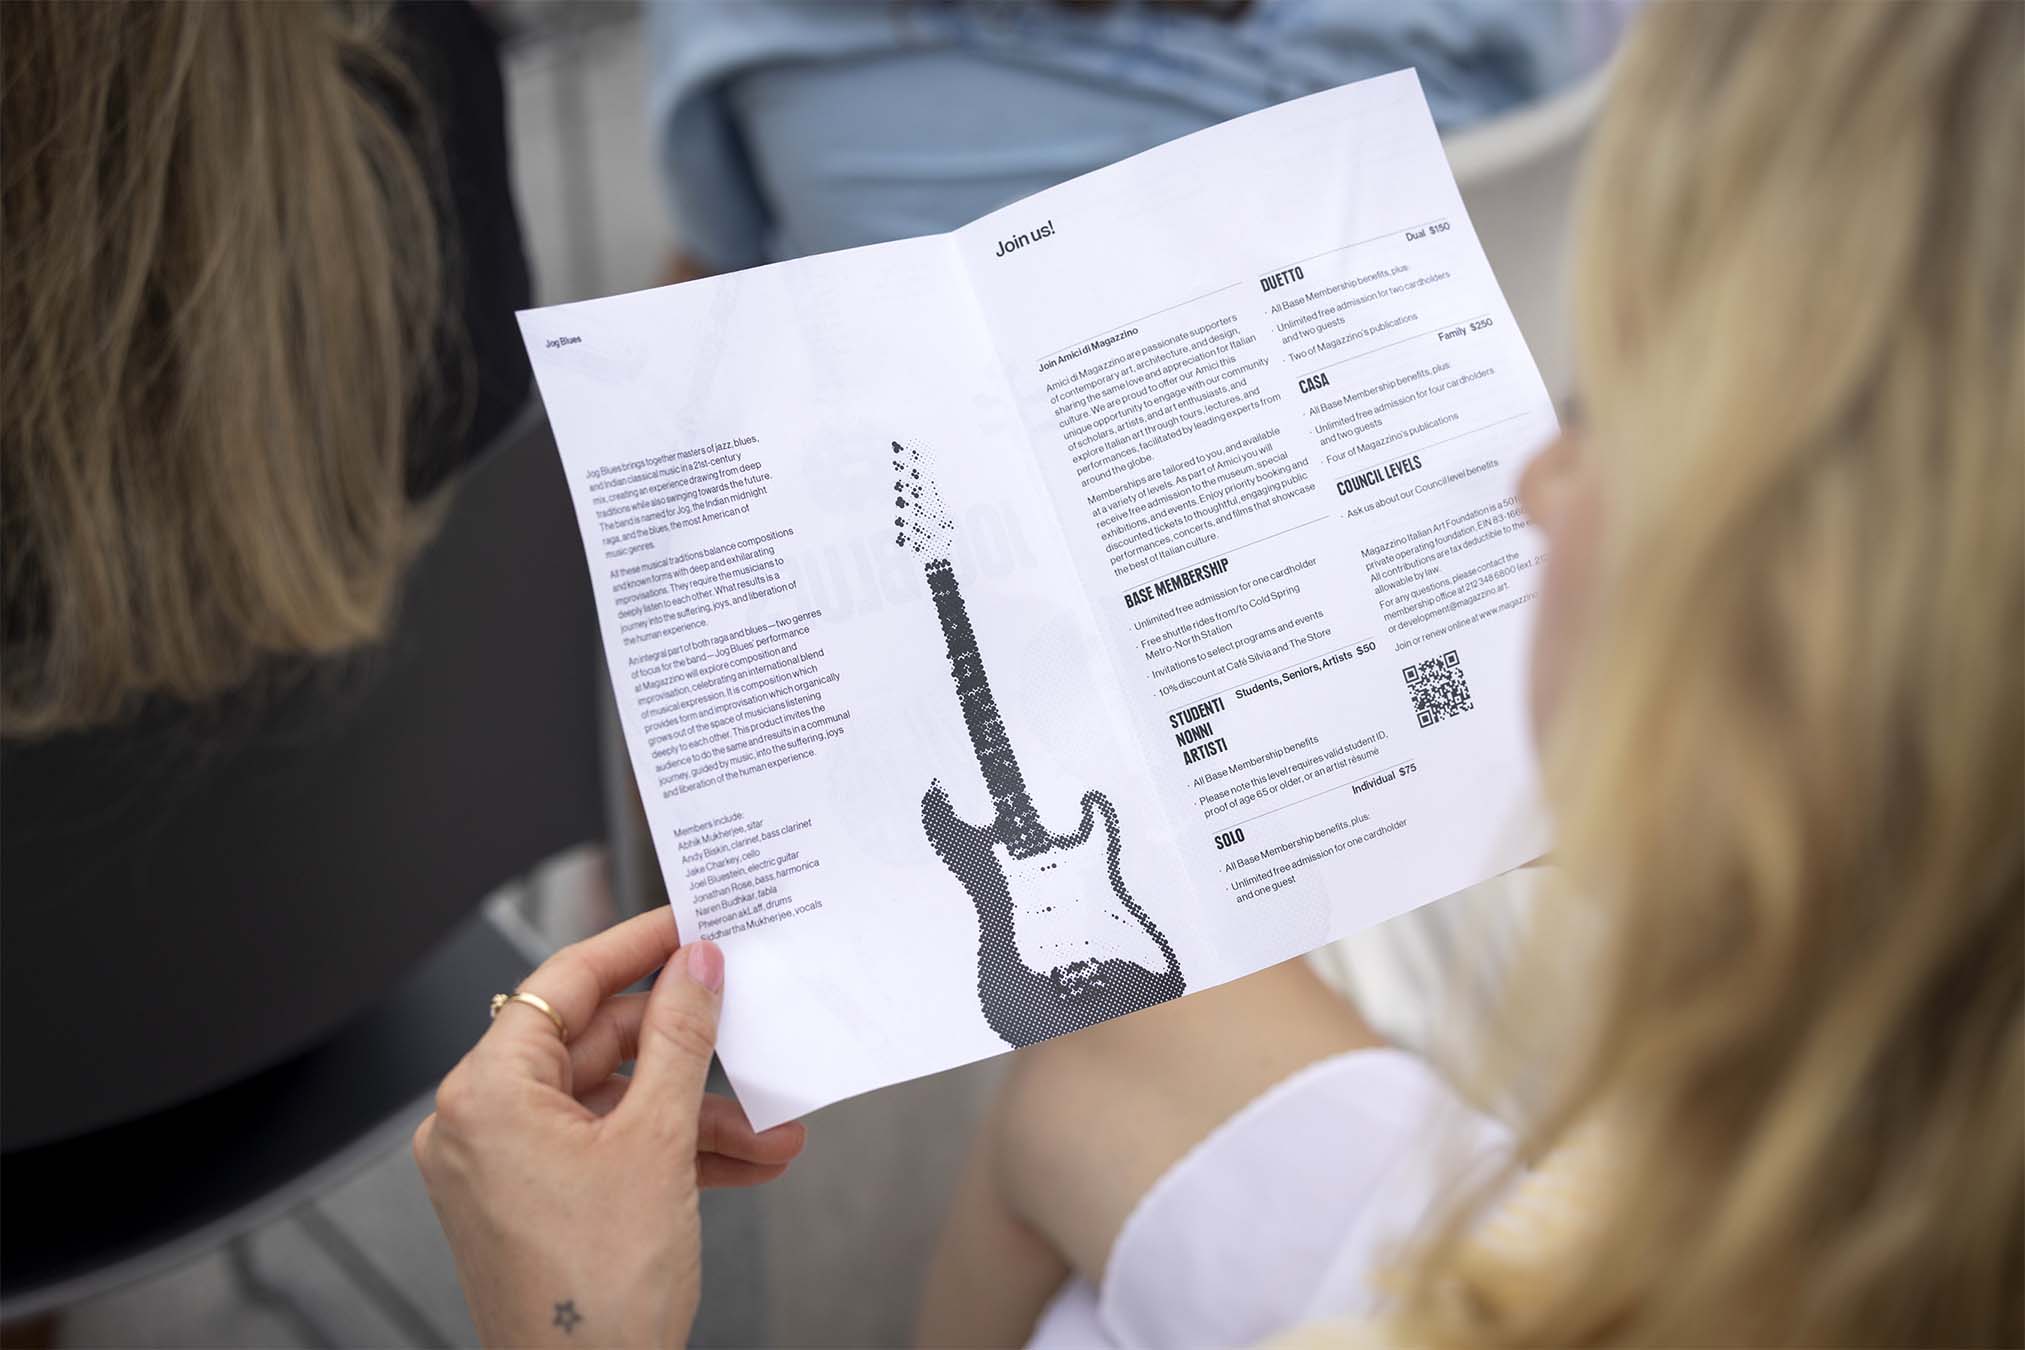 Jog Blues
Jog Blues brings together masters of jazz, blues,
and Indian classical music in a 21st-century
mix, creating an experience drawing from deep
traditions while also swinging towards the future.
The band is named for Jog, the Indian midnight
raga, and the blues, the most American of
music genres.
All these musical traditions balance compositions
and known forms with deep and exhilarating
improvisations. They require the musicians to
deeply listen to each other. What results is a
journey into the suffering, joys, and liberation of
the human experience.
An integral part of both raga and blues—two genres
of focus for the band—Jog Blues' performance
at Magazzino will explore composition and
improvisation, celebrating an international blend
of musical expression. It is composition which
provides form and improvisation which organically
grows out of the space of musicians listening
deeply to each other. This product invites the
audience to do the same and results in a communal
journey, guided by music, into the suffering, joys
and liberation of the human experience.
Members include:
Abhik Mukherjee, sitar
Andy Biskin, clarinet, bass clarinet
Jake Charkey, cello
Joel Bluestein, electric guitar
Jonathan Rose, bass, harmonica
Naren Budhkar, tabla
Pheeroan akLaff, drums
Siddhartha Mukherjee, vocals
Join us!
Join Amici di Magazzino
Amici di Magazzino are passionate supporters
of contemporary art, architecture, and design,
sharing the same love and appreciation for Italian
culture. We are proud to offer our Amici this
unique opportunity to engage with our community
of scholars, artists, and art enthusiasts, and
explore Italian art through tours, lectures, and
performances, facilitated by leading experts from
around the globe.
Memberships are tailored to you, and available
at a variety of levels. As part of Amici you will
receive free admission to the museum, special
exhibitions, and events. Enjoy priority booking and
discounted tickets to thoughtful, engaging public
performances, concerts, and films that showcase
the best of Italian culture.
BASE MEMBERSHIP
· Unlimited free admission for one cardholder
· Free shuttle rides from/to Cold Spring
Metro-North Station
· Invitations to select programs and events
· 10% discount at Café Silvia and The Store
Students, Seniors, Artists $50
STUDENTI
NONNI
ARTISTI
· All Base Membership benefits
· Please note this level requires valid student ID,
proof of age 65 or older, or an artist résumé
Individual $75
SOLO
· All Base Membership benefits, plus:
· Unlimited free admission for one cardholder
and one guest
Dual $150
DUETTO
· All Base Membership benefits, plus:
· Unlimited free admission for two cardholders
and two guests
· Two of Magazzino's publications
Family $250
CASA
· All Base Membership benefits, plus:
· Unlimited free admission for four cardholders
and two guests
· Four of Magazzino's publications
COUNCIL LEVELS
· Ask us about our Council level benefits
Magazzino Italian Art Foundation is a
private operating foundation, EIN
All contributions are tax deductible to the
allowable by law.
For any questions, please contact the
membership office at 212 348 6800 (ext.
or development@magazzino.art.
Join or renew online at